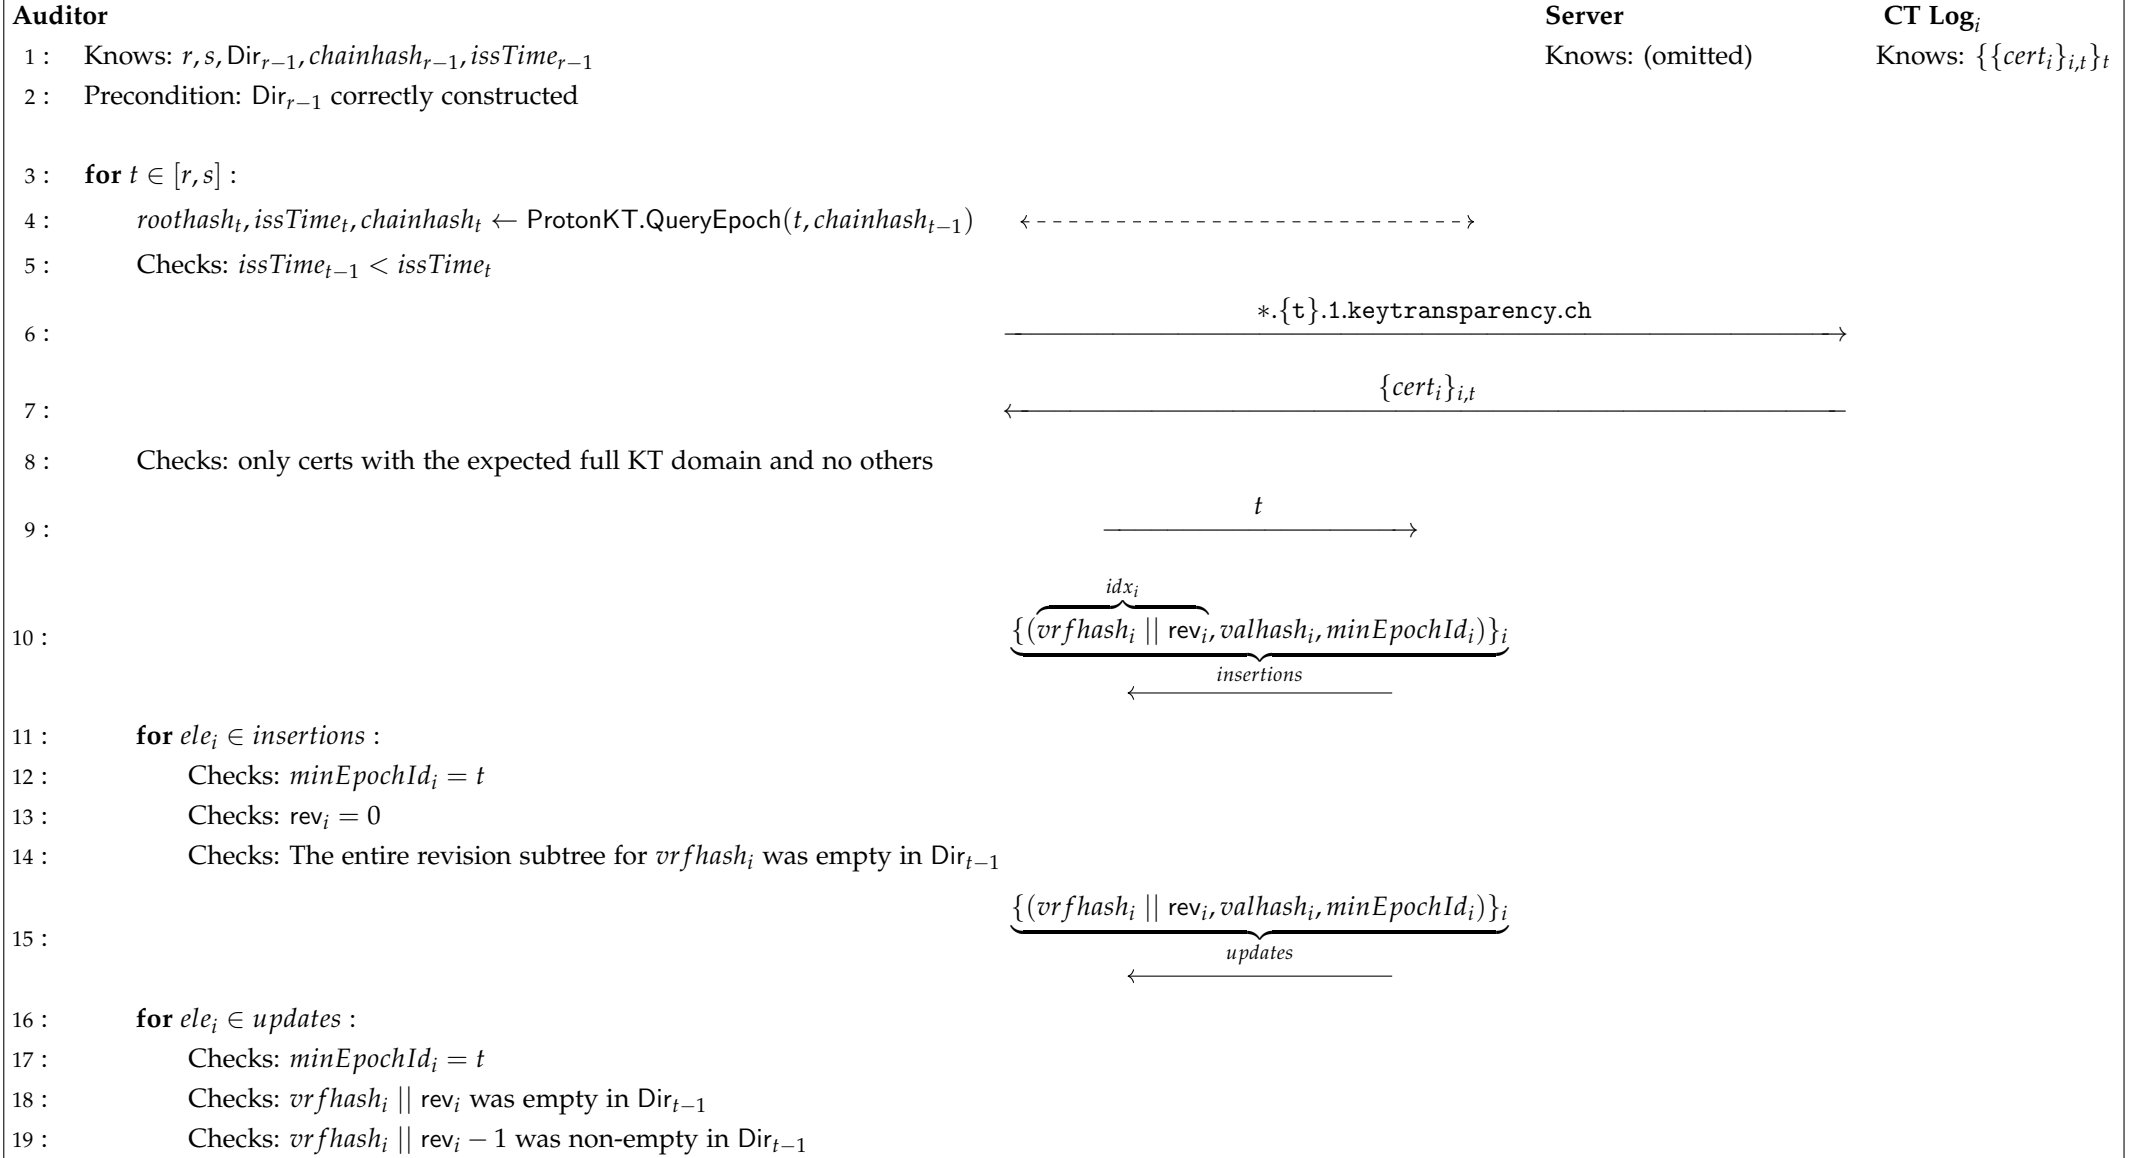 Auditor Server CT Log_i
1 : Knows: r, s, Dir_{r−1}, chainhash_{r−1}, issTime_{r−1} Knows: (omitted) Knows: {{cert_i}_{i,t}}_t
2 : Precondition: Dir_{r−1} correctly constructed
3 : for t ∈ [r, s] :
4 : roothash_t, issTime_t, chainhash_t ← ProtonKT.QueryEpoch(t, chainhash_{t−1})
5 : Checks: issTime_{t−1} < issTime_t
*.{t}.1.keytransparency.ch
6 :
{cert_i}_{i,t}
7 :
8 : Checks: only certs with the expected full KT domain and no others
t
9 :
idx_i
10 : {(vrfhash_i || rev_i, valhash_i, minEpochId_i)}_i
insertions
11 : for ele_i ∈ insertions :
12 : Checks: minEpochId_i = t
13 : Checks: rev_i = 0
14 : Checks: The entire revision subtree for vrfhash_i was empty in Dir_{t−1}
{(vrfhash_i || rev_i, valhash_i, minEpochId_i)}_i
15 :
updates
16 : for ele_i ∈ updates :
17 : Checks: minEpochId_i = t
18 : Checks: vrfhash_i || rev_i was empty in Dir_{t−1}
19 : Checks: vrfhash_i || rev_i − 1 was non-empty in Dir_{t−1}